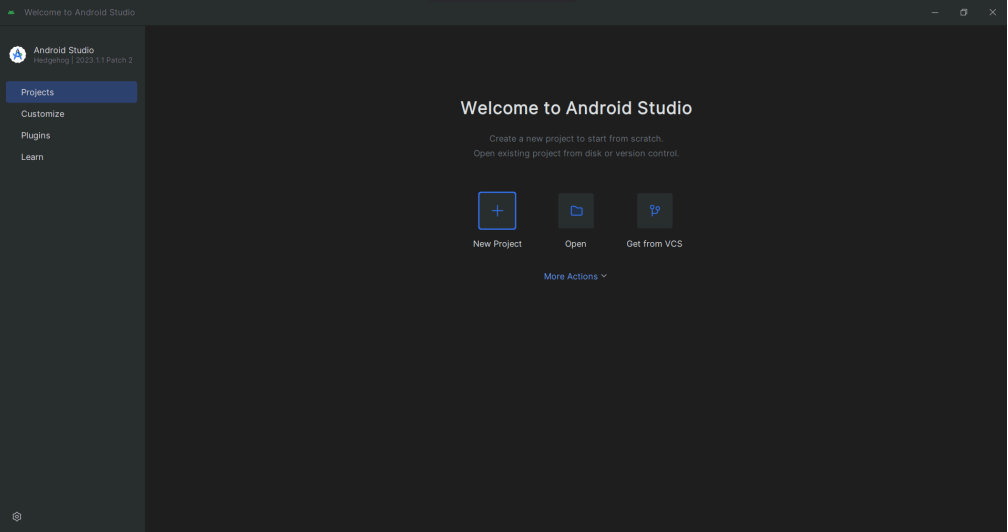 Welcome to Android Studio
Android Studio
Hedgehog | 2023.1.1 Patch 2
Projects
Customize
Plugins
Learn
Welcome to Android Studio
Create a new project to start from scratch.
Open existing project from disk or version control.
New Project
Open
Get from VCS
More Actions